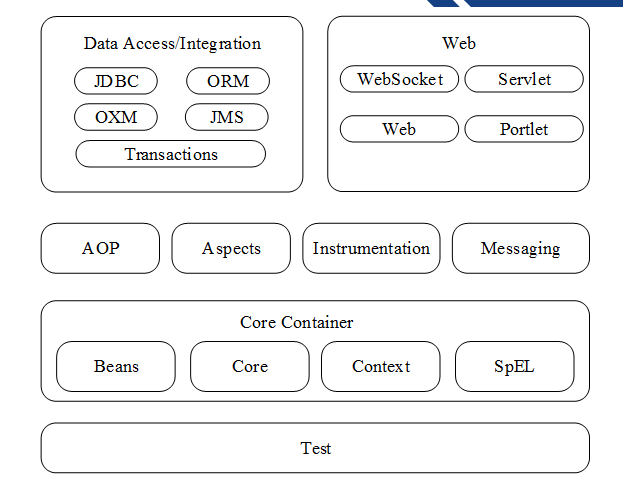 Data Access/Integration
JDBC
ORM
OXM
JMS
Transactions
Web
WebSocket
Servlet
Web
Portlet
AOP
Aspects
Instrumentation
Messaging
Core Container
Beans
Core
Context
SpEL
Test